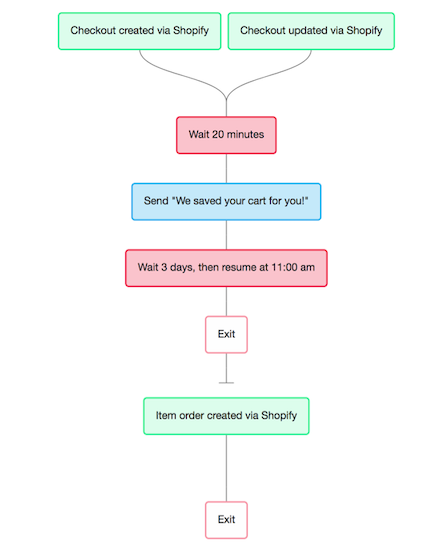 Checkout created via Shopify
Checkout updated via Shopify
Wait 20 minutes
Send "We saved your cart for you!"
Wait 3 days, then resume at 11:00 am
Exit
Item order created via Shopify
Exit